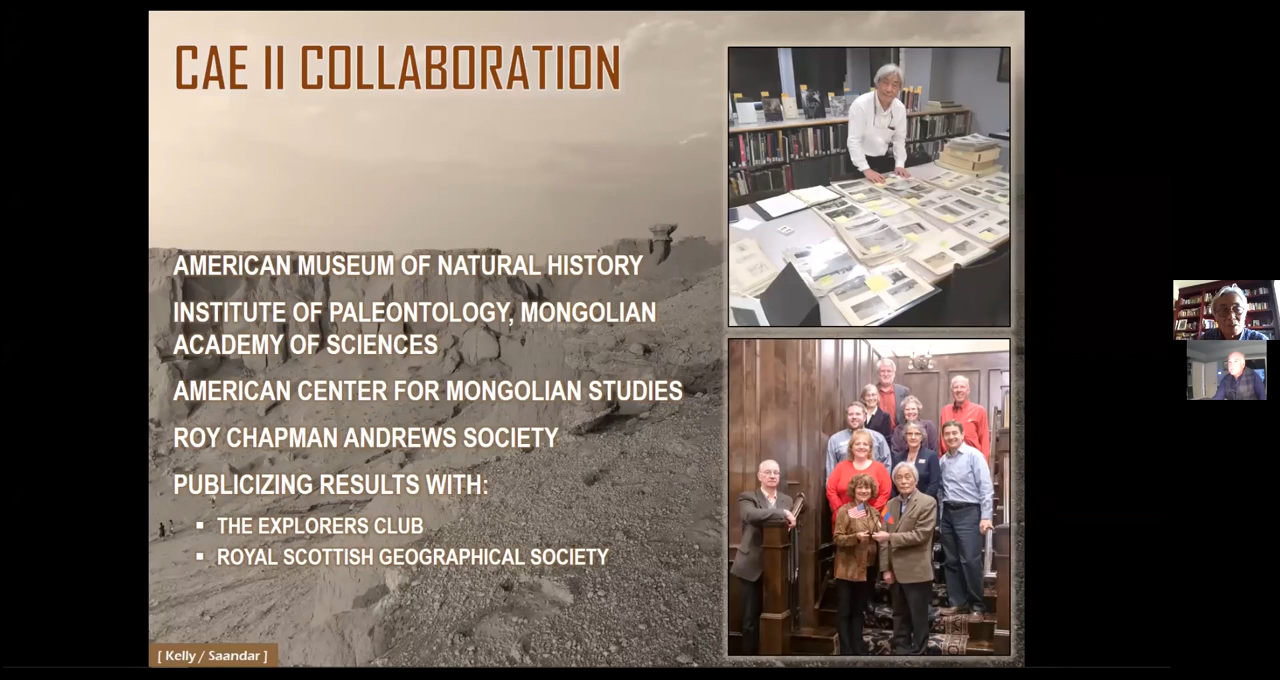 CAE II COLLABORATION
AMERICAN MUSEUM OF NATURAL HISTORY
INSTITUTE OF PALEONTOLOGY, MONGOLIAN
ACADEMY OF SCIENCES
AMERICAN CENTER FOR MONGOLIAN STUDIES
ROY CHAPMAN ANDREWS SOCIETY
PUBLICIZING RESULTS WITH:
▪ THE EXPLORERS CLUB
▪ ROYAL SCOTTISH GEOGRAPHICAL SOCIETY
[ Kelly / Saandar ]